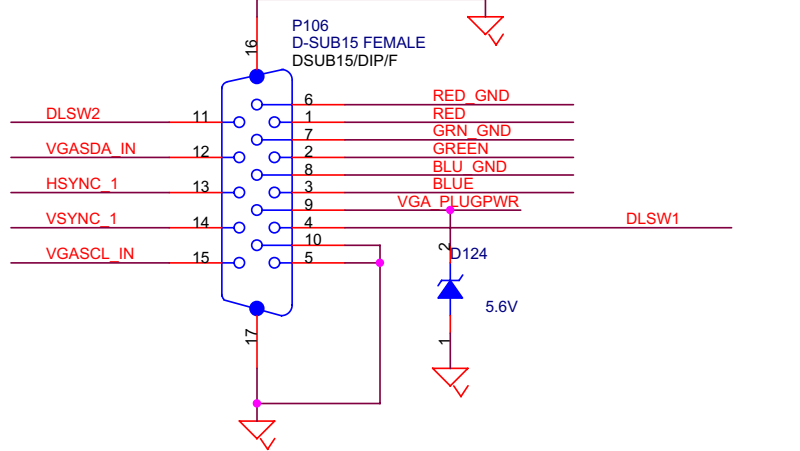 P106
D-SUB15 FEMALE
DSUB15/DIP/F
16
6
RED_GND
DLSW2
11
1
RED
7
GRN_GND
VGASDA_IN
12
2
GREEN
8
BLU_GND
HSYNC_1
13
3
BLUE
9
VGA_PLUGPWR
VSYNC_1
14
4
DLSW1
10
VGASCL_IN
15
5
2
D124
5.6V
17
1